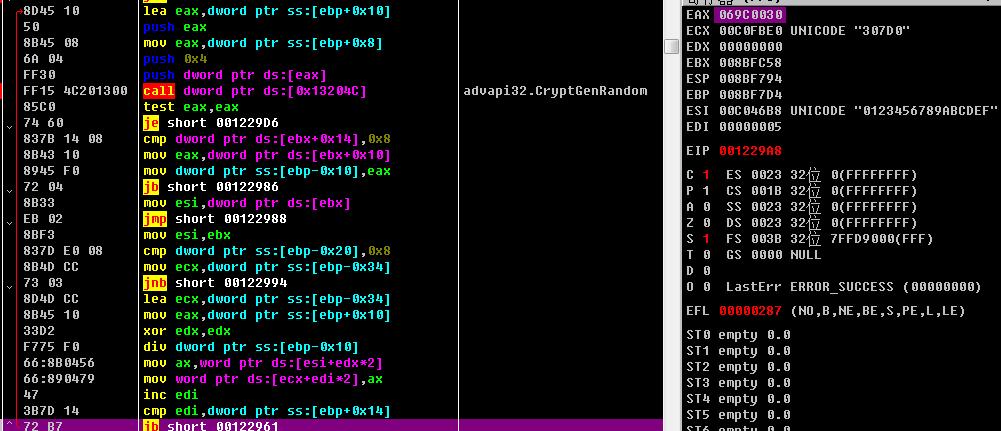 8D45 10 lea eax,dword ptr ss:[ebp+0x10]
50 push eax
8B45 08 mov eax,dword ptr ss:[ebp+0x8]
6A 04 push 0x4
FF30 push dword ptr ds:[eax]
FF15 4C201300 call dword ptr ds:[0x13204C] advapi32.CryptGenRandom
85C0 test eax,eax
74 60 je short 001229D6
837B 14 08 cmp dword ptr ds:[ebx+0x14],0x8
8B43 10 mov eax,dword ptr ds:[ebx+0x10]
8945 F0 mov dword ptr ss:[ebp-0x10],eax
72 04 jb short 00122986
8B33 mov esi,dword ptr ds:[ebx]
EB 02 jmp short 00122988
8BF3 mov esi,ebx
837D E0 08 cmp dword ptr ss:[ebp-0x20],0x8
8B4D CC mov ecx,dword ptr ss:[ebp-0x34]
73 03 jnb short 00122994
8D4D CC lea ecx,dword ptr ss:[ebp-0x34]
8B45 10 mov eax,dword ptr ss:[ebp+0x10]
33D2 xor edx,edx
F775 F0 div dword ptr ss:[ebp-0x10]
66:8B0456 mov ax,word ptr ds:[esi+edx*2]
66:890479 mov word ptr ds:[ecx+edi*2],ax
47 inc edi
3B7D 14 cmp edi,dword ptr ss:[ebp+0x14]
72 B7 jb short 00122961
EAX 069C0030
ECX 00C0FBE0 UNICODE "307D0"
EDX 00000000
EBX 008BFC58
ESP 008BF794
EBP 008BF7D4
ESI 00C046B8 UNICODE "0123456789ABCDEF"
EDI 00000005
EIP 001229A8
C 1 ES 0023 32位 0(FFFFFFFF)
P 1 CS 001B 32位 0(FFFFFFFF)
A 0 SS 0023 32位 0(FFFFFFFF)
Z 0 DS 0023 32位 0(FFFFFFFF)
S 1 FS 003B 32位 7FFD9000(FFF)
T 0 GS 0000 NULL
D 0
O 0 LastErr ERROR_SUCCESS (00000000)
EFL 00000287 (NO,B,NE,BE,S,PE,L,LE)
ST0 empty 0.0
ST1 empty 0.0
ST2 empty 0.0
ST3 empty 0.0
ST4 empty 0.0
ST5 empty 0.0